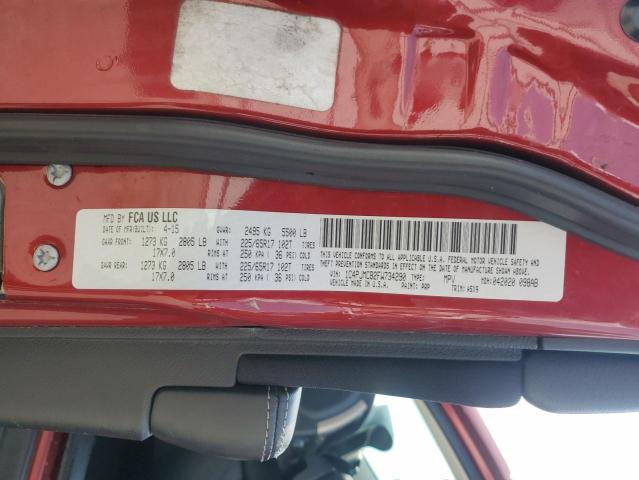 MFD BY FCA US LLC
DATE OF MFR/BUILT: 4-15 GVWR: 2495 KG 5500 LB
GAWR FRONT: 1273 KG 2805 LB WITH 225/65R17 102T TIRES
17X7.0 RIMS AT 250 KPA( 36 PSI) COLD
GAWR REAR: 1273 KG 2805 LB WITH 225/65R17 102T TIRES
17X7.0 RIMS AT 250 KPA( 36 PSI) COLD
THIS VEHICLE CONFORMS TO ALL APPLICABLE U.S.A. FEDERAL MOTOR VEHICLE SAFETY AND
THEFT PREVENTION STANDARDS IN EFFECT ON THE DATE OF MANUFACTURE SHOWN ABOVE.
VIN: 1C4PJMCB2FW734290 TYPE: MPV MDH: 042020 098AB
VEHICLE MADE IN U.S.A. PAINT: PRP TRIM: A5X9